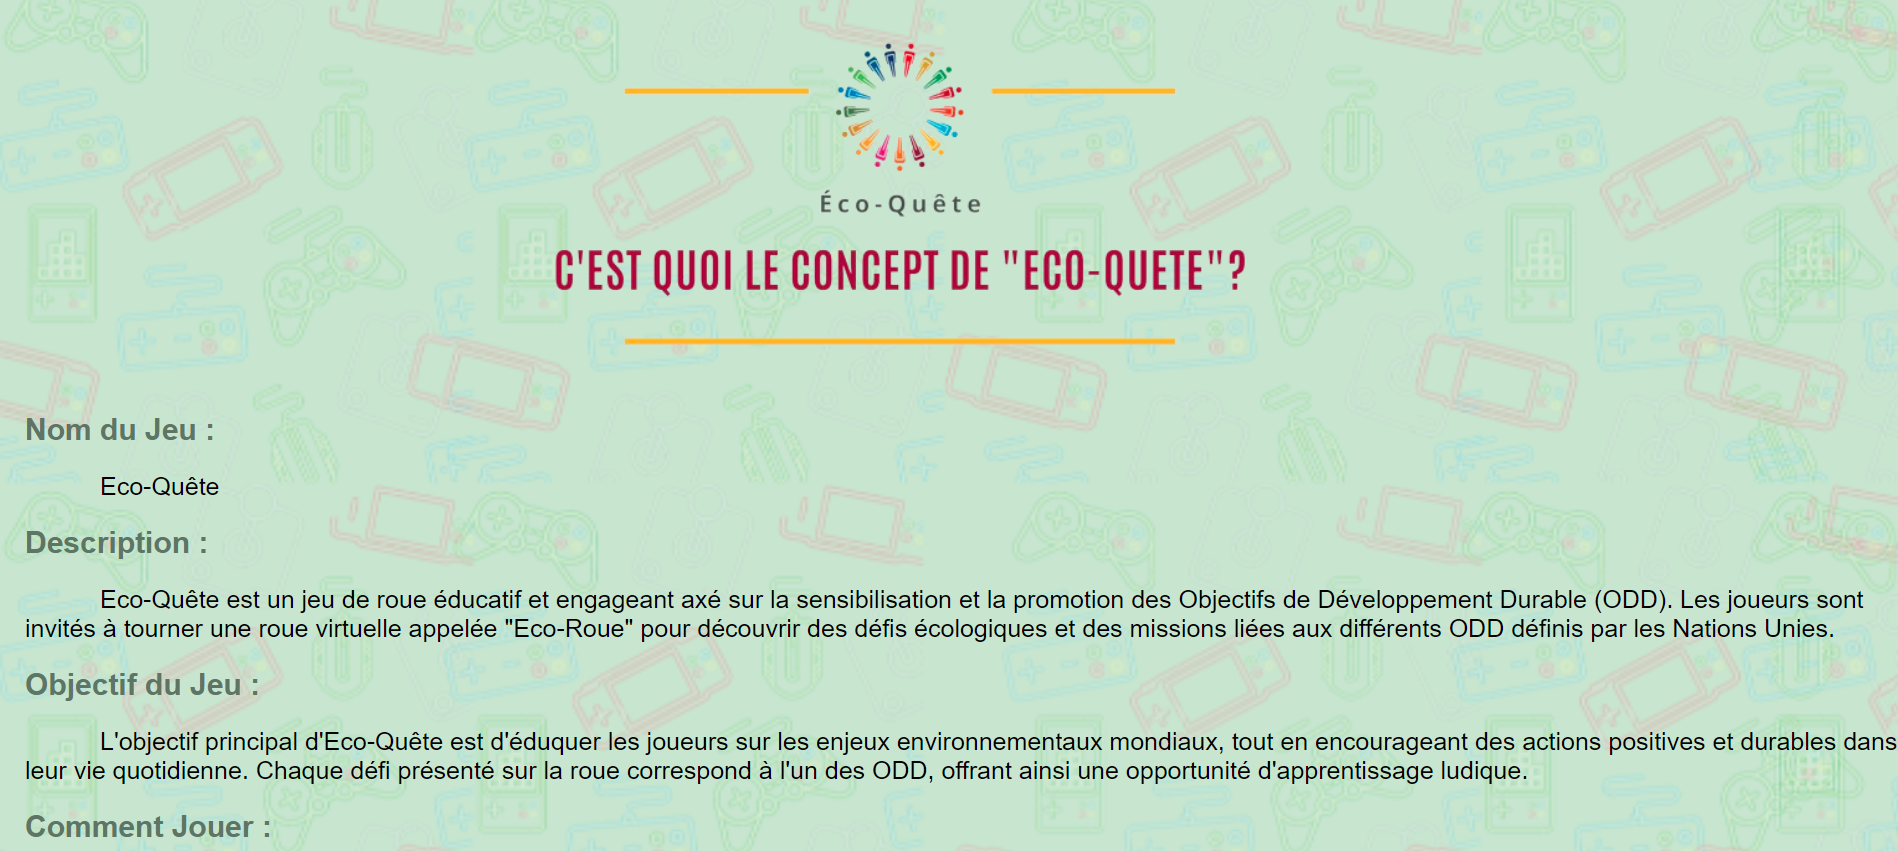 Éco-Quête
C'EST QUOI LE CONCEPT DE "ECO-QUETE"?
Nom du Jeu :
Eco-Quête
Description :
Eco-Quête est un jeu de roue éducatif et engageant axé sur la sensibilisation et la promotion des Objectifs de Développement Durable (ODD). Les joueurs sont
invités à tourner une roue virtuelle appelée "Eco-Roue" pour découvrir des défis écologiques et des missions liées aux différents ODD définis par les Nations Unies.
Objectif du Jeu :
L'objectif principal d'Eco-Quête est d'éduquer les joueurs sur les enjeux environnementaux mondiaux, tout en encourageant des actions positives et durables dans
leur vie quotidienne. Chaque défi présenté sur la roue correspond à l'un des ODD, offrant ainsi une opportunité d'apprentissage ludique.
Comment Jouer :